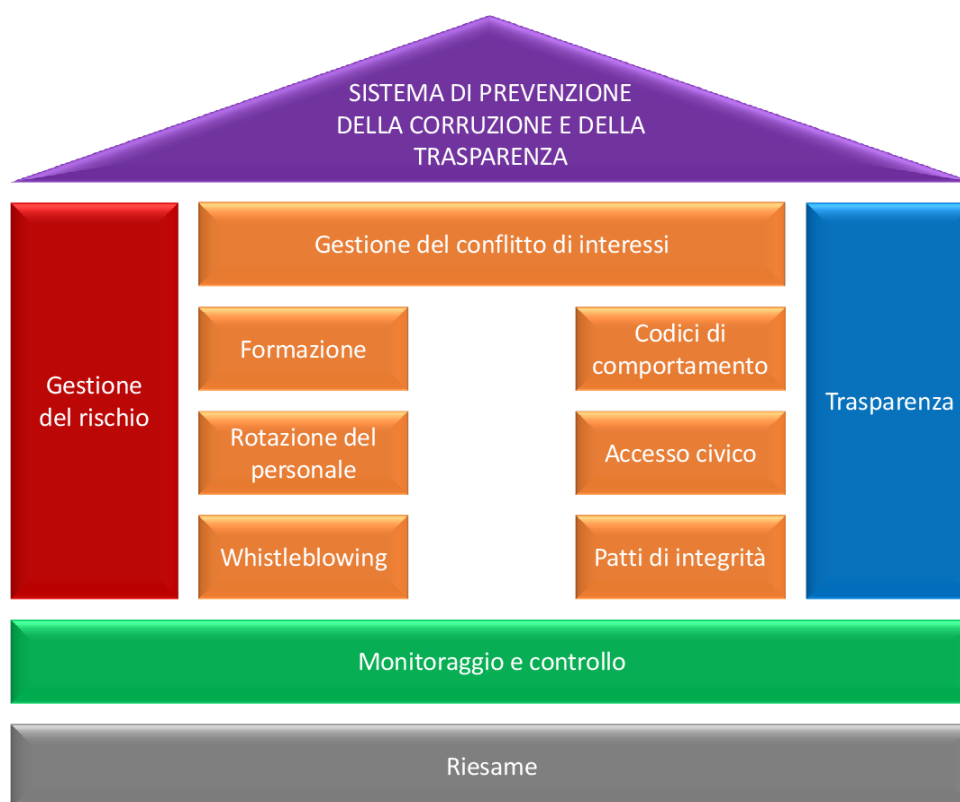 SISTEMA DI PREVENZIONE
DELLA CORRUZIONE E DELLA
TRASPARENZA
Gestione del conflitto di interessi
Gestione
del rischio
Formazione
Rotazione del
personale
Whistleblowing
Codici di
comportamento
Accesso civico
Patti di integrità
Trasparenza
Monitoraggio e controllo
Riesame